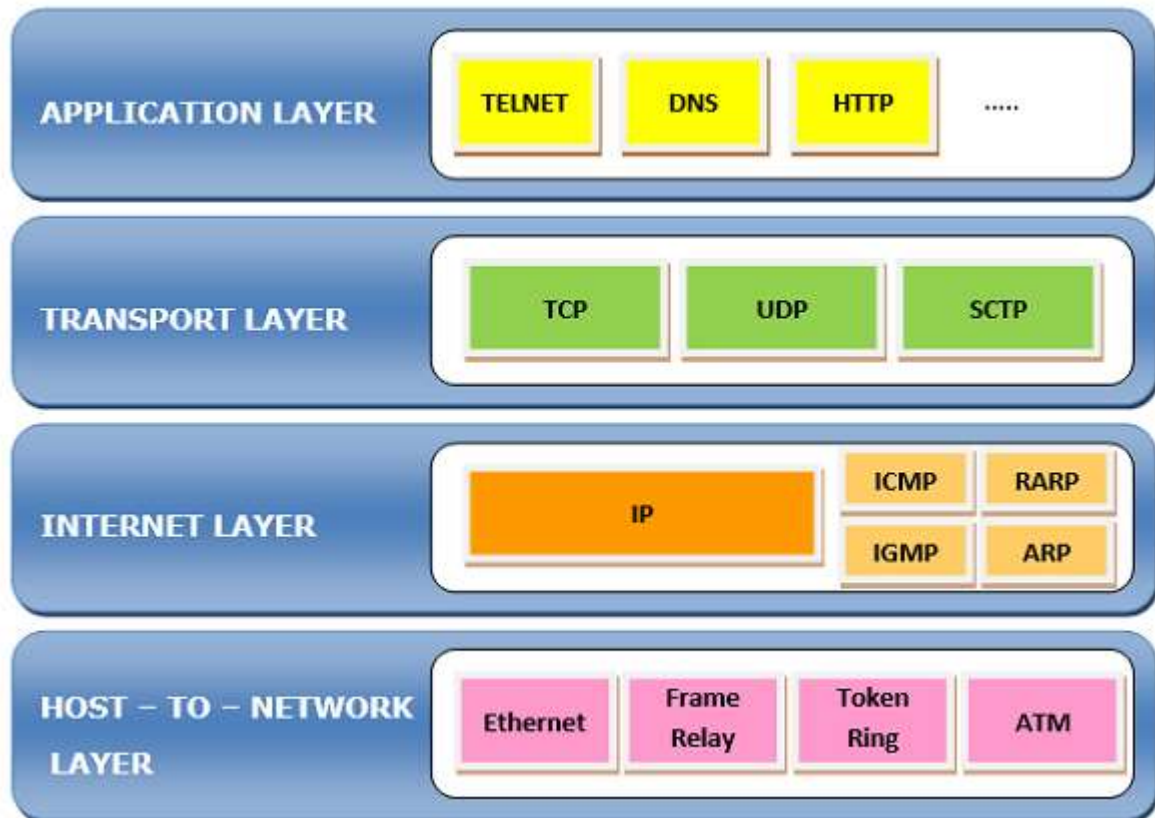 APPLICATION LAYER
TELNET
DNS
HTTP
.....
TRANSPORT LAYER
TCP
UDP
SCTP
INTERNET LAYER
IP
ICMP
RARP
IGMP
ARP
HOST – TO – NETWORK
LAYER
Ethernet
Frame
Relay
Token
Ring
ATM